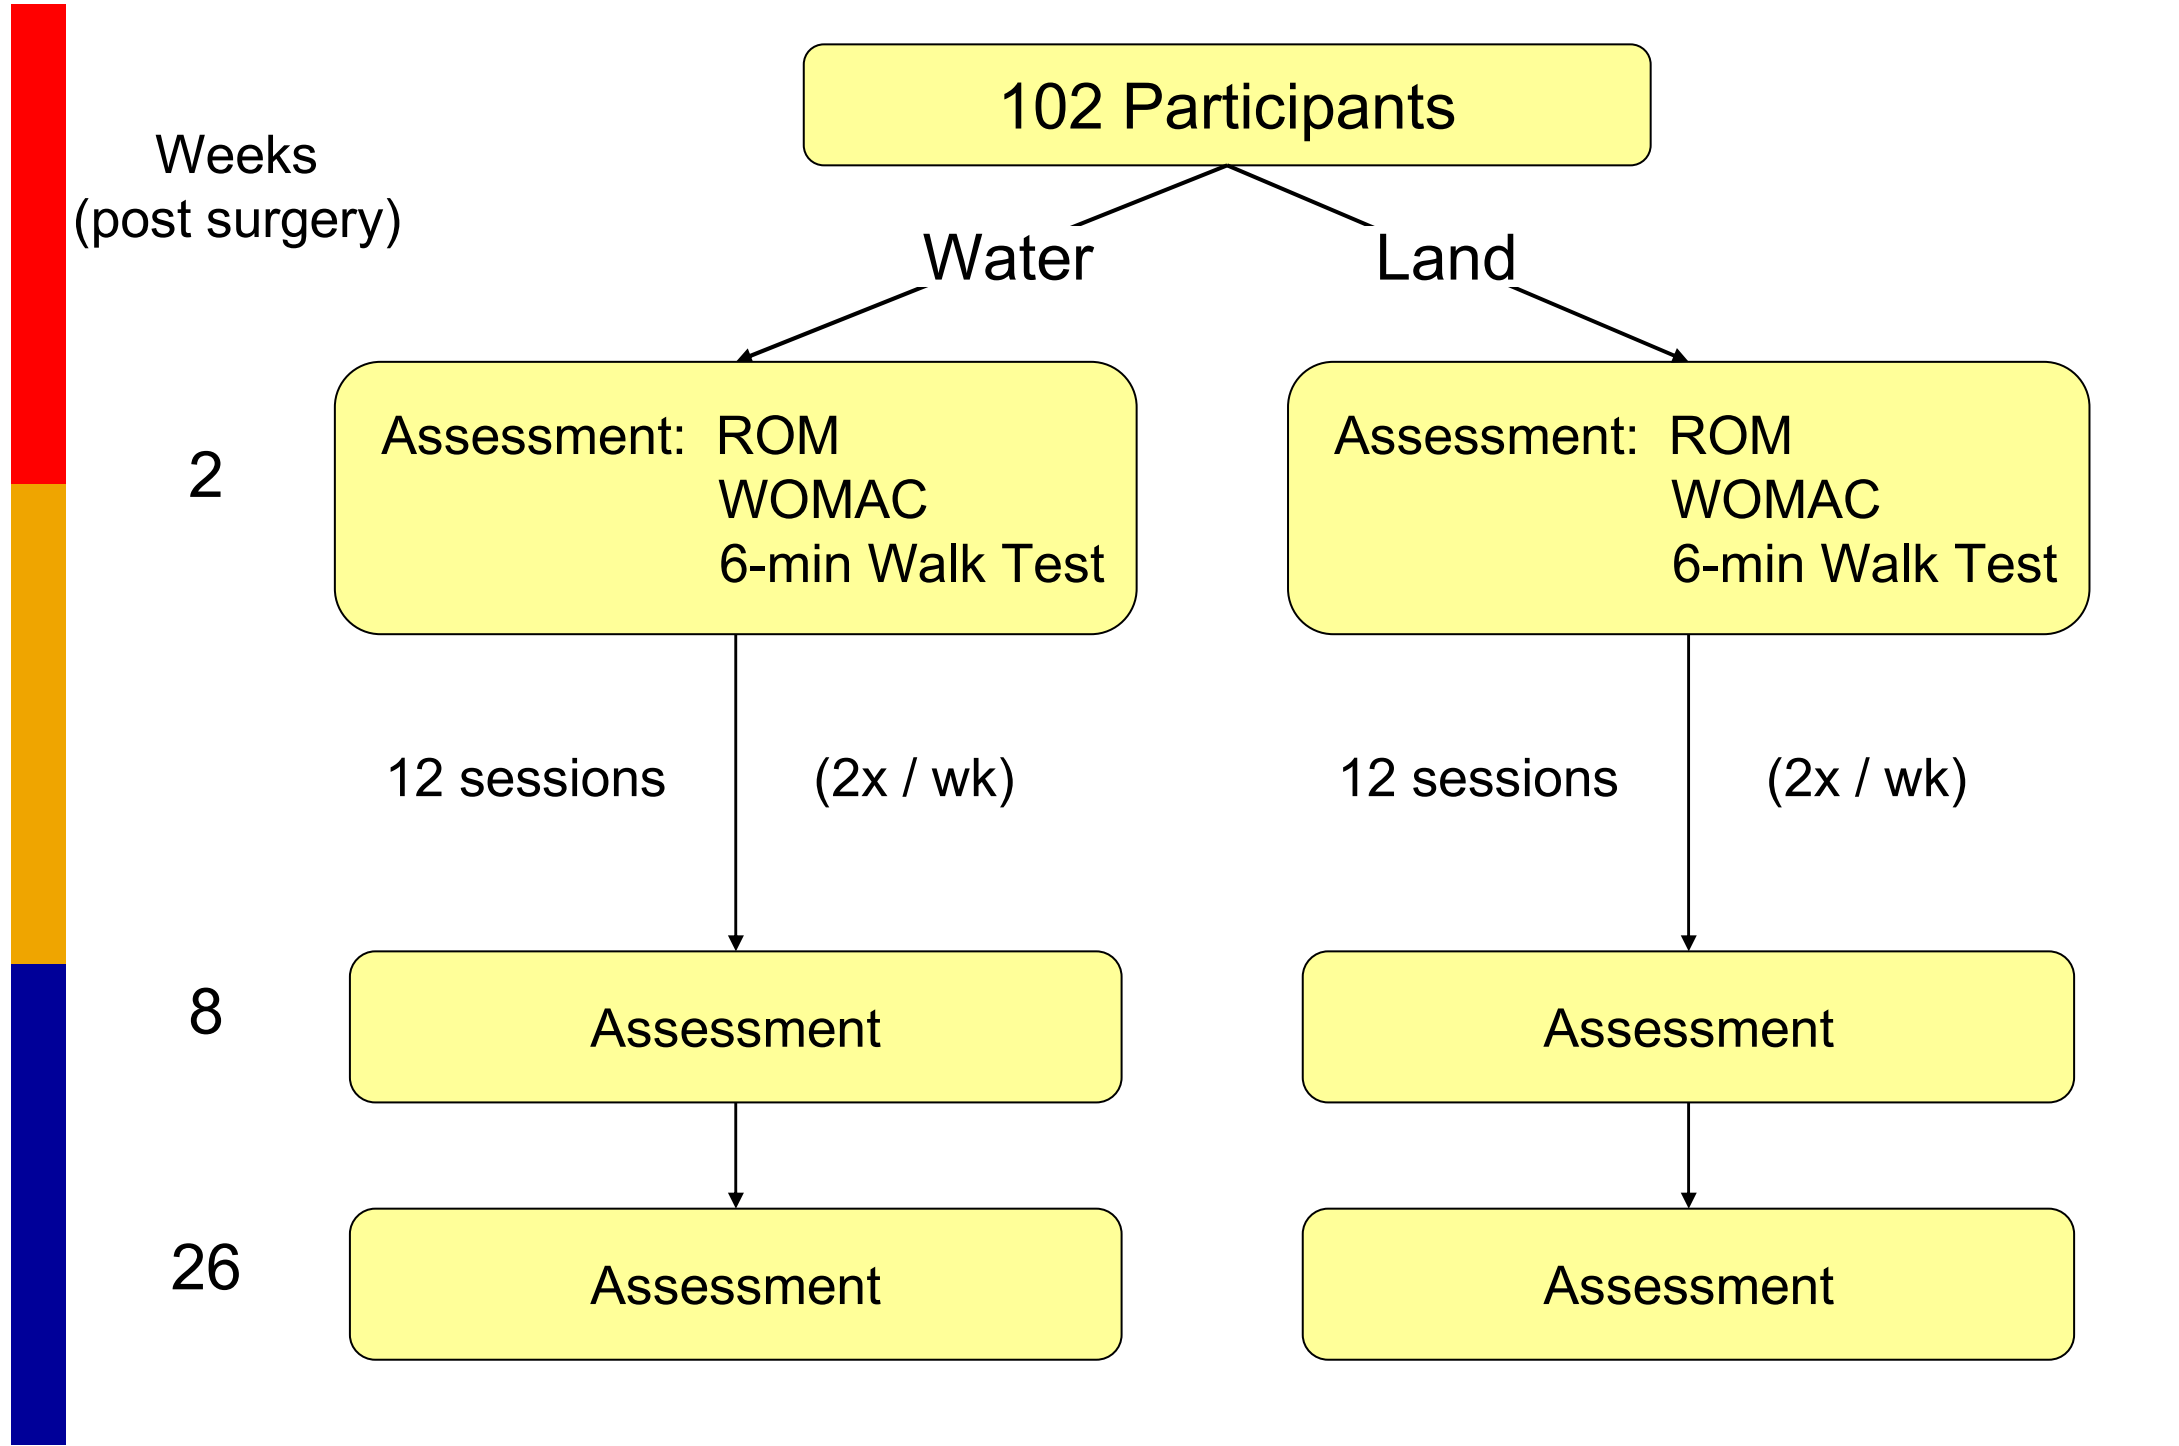 102 Participants
Weeks
(post surgery)
Water
Land
2
Assessment: ROM
WOMAC
6-min Walk Test
Assessment: ROM
WOMAC
6-min Walk Test
12 sessions
(2x / wk)
12 sessions
(2x / wk)
8
Assessment
Assessment
26
Assessment
Assessment